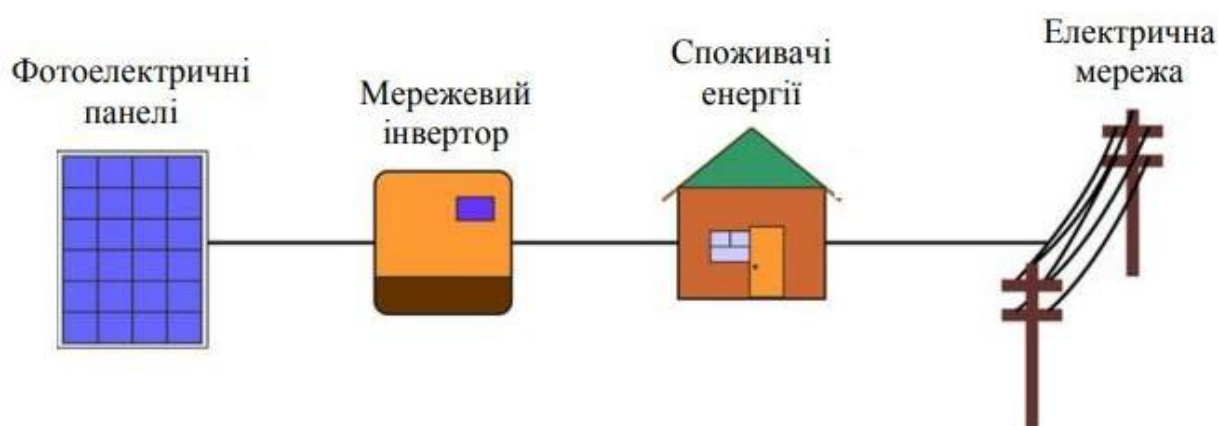 Фотоелектричні
панелі
Мережевий
інвертор
Споживачі
енергії
Електрична
мережа